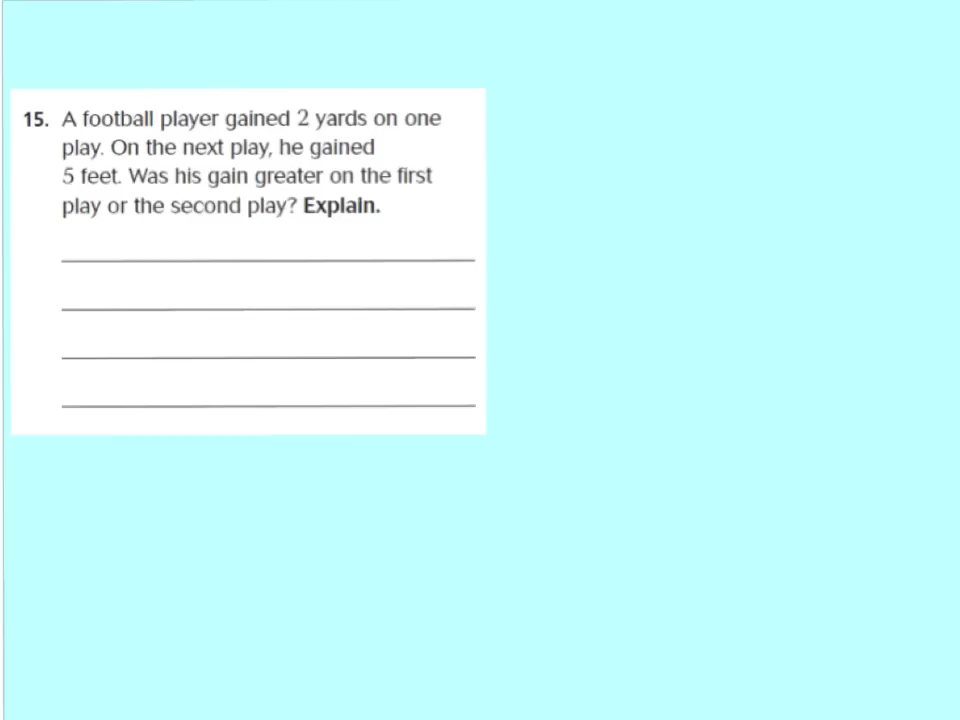 15. A football player gained 2 yards on one
play. On the next play, he gained
5 feet. Was his gain greater on the first
play or the second play? Explain.